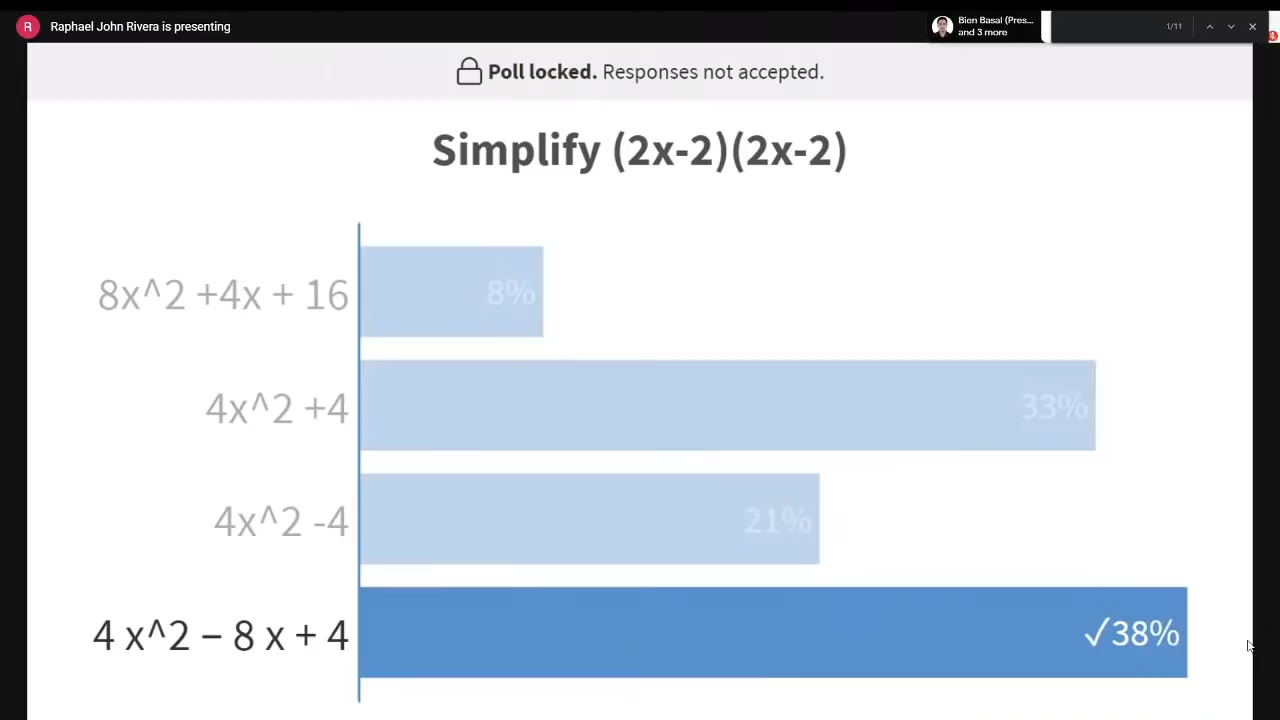 R Raphael John Rivera is presenting
Bien Basal (Pres...
and 3 more
1/11
Poll locked. Responses not accepted.
Simplify (2x-2)(2x-2)
8x^2 +4x + 16
8%
4x^2 +4
33%
4x^2 -4
21%
4 x^2 – 8 x + 4
✓38%